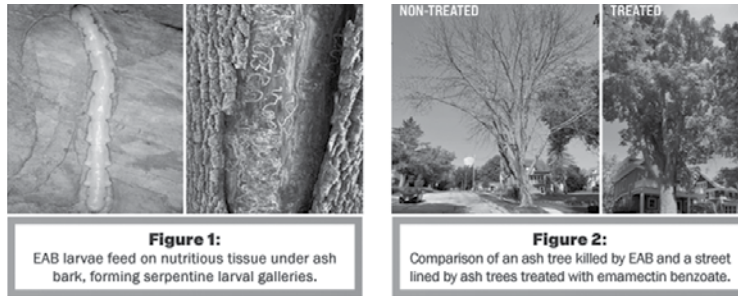 NON-TREATED
TREATED
Figure 1:
EAB larvae feed on nutritious tissue under ash
bark, forming serpentine larval galleries.
Figure 2:
Comparison of an ash tree killed by EAB and a street
lined by ash trees treated with emamectin benzoate.